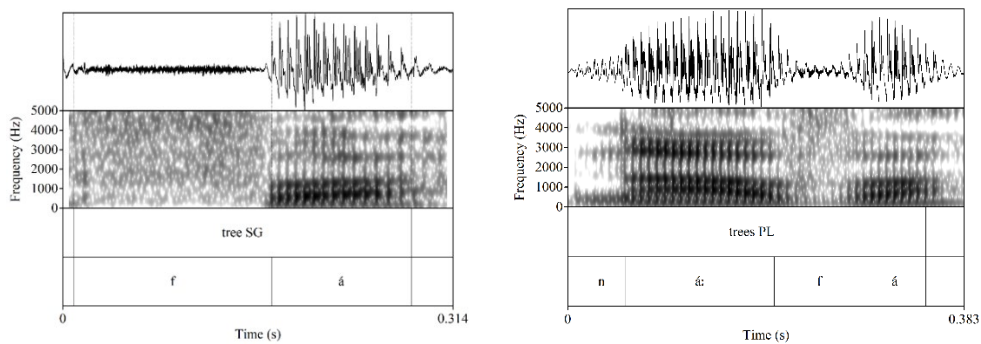 5000
4000
3000
2000
1000
0
Frequency (Hz)
tree SG
f
á
0
0.314
Time (s)
5000
4000
3000
2000
1000
0
Frequency (Hz)
trees PL
n
á:
f
á
0
0.383
Time (s)